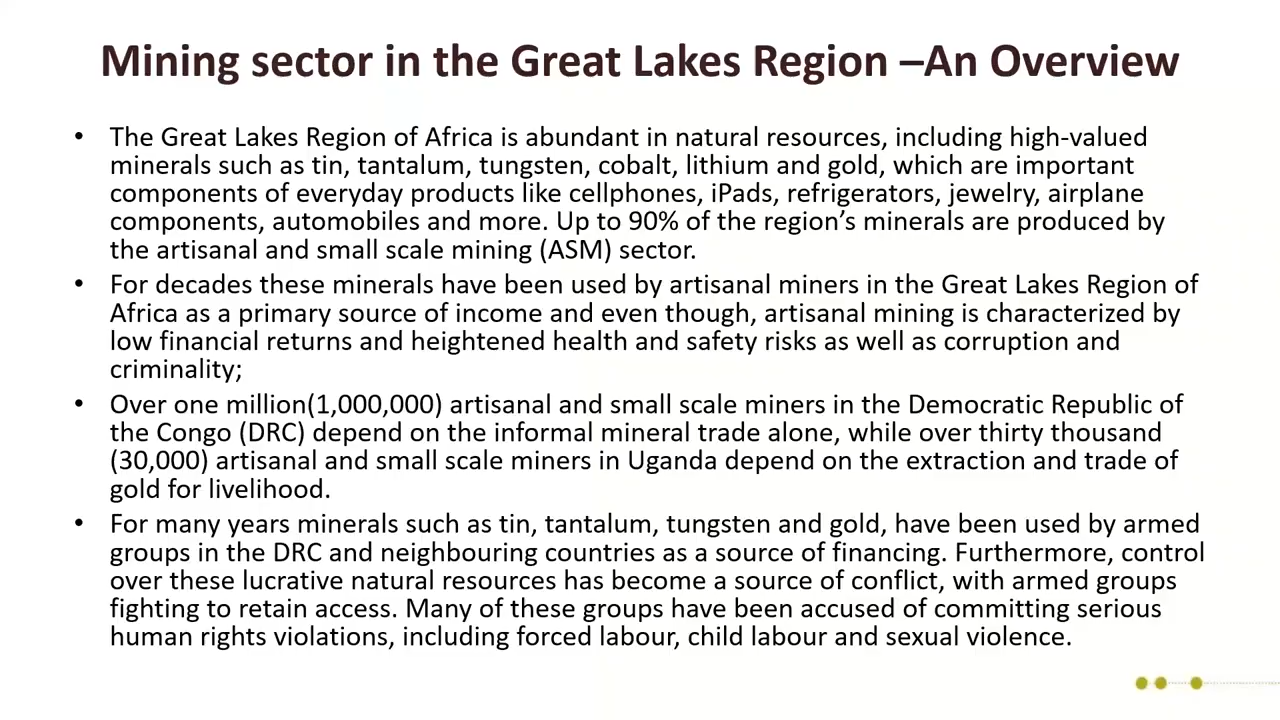 Mining sector in the Great Lakes Region –An Overview
• The Great Lakes Region of Africa is abundant in natural resources, including high-valued
minerals such as tin, tantalum, tungsten, cobalt, lithium and gold, which are important
components of everyday products like cellphones, iPads, refrigerators, jewelry, airplane
components, automobiles and more. Up to 90% of the region’s minerals are produced by
the artisanal and small scale mining (ASM) sector.
• For decades these minerals have been used by artisanal miners in the Great Lakes Region of
Africa as a primary source of income and even though, artisanal mining is characterized by
low financial returns and heightened health and safety risks as well as corruption and
criminality;
• Over one million(1,000,000) artisanal and small scale miners in the Democratic Republic of
the Congo (DRC) depend on the informal mineral trade alone, while over thirty thousand
(30,000) artisanal and small scale miners in Uganda depend on the extraction and trade of
gold for livelihood.
• For many years minerals such as tin, tantalum, tungsten and gold, have been used by armed
groups in the DRC and neighbouring countries as a source of financing. Furthermore, control
over these lucrative natural resources has become a source of conflict, with armed groups
fighting to retain access. Many of these groups have been accused of committing serious
human rights violations, including forced labour, child labour and sexual violence.